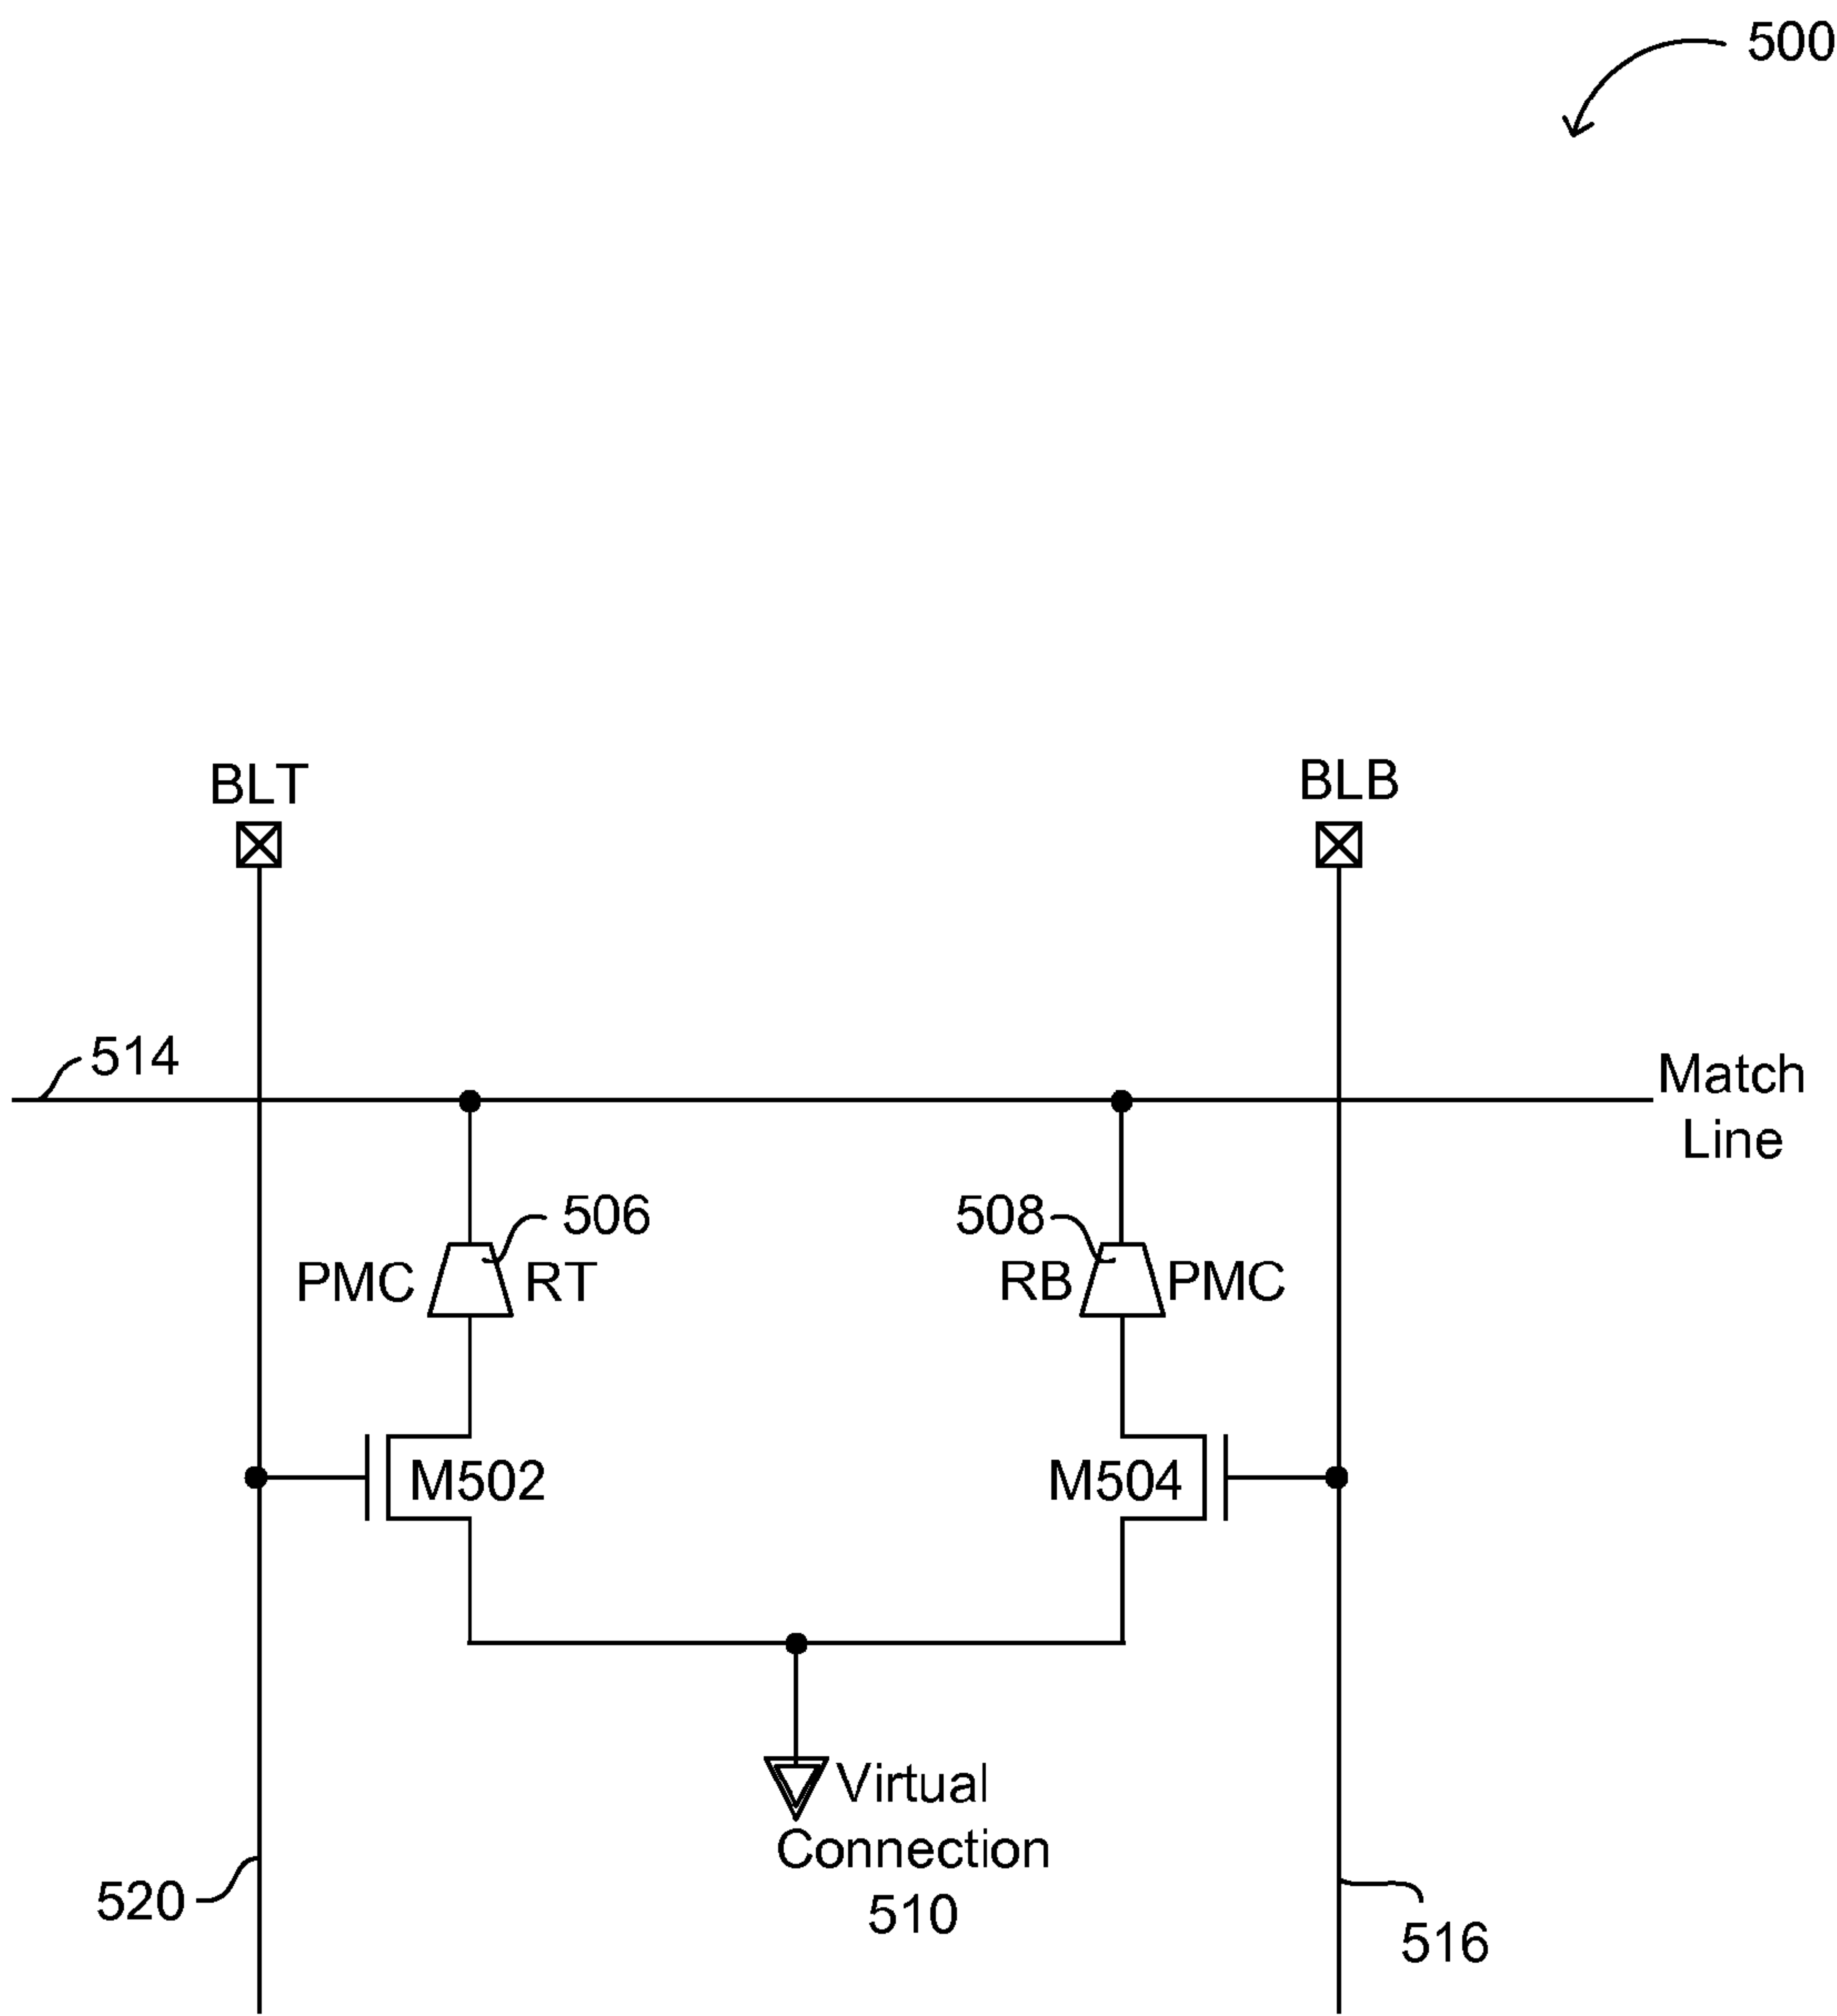 500
BLT
BLB
514
Match
Line
506
508
PMC
RT
RB
PMC
M502
M504
Virtual
Connection
510
520
516